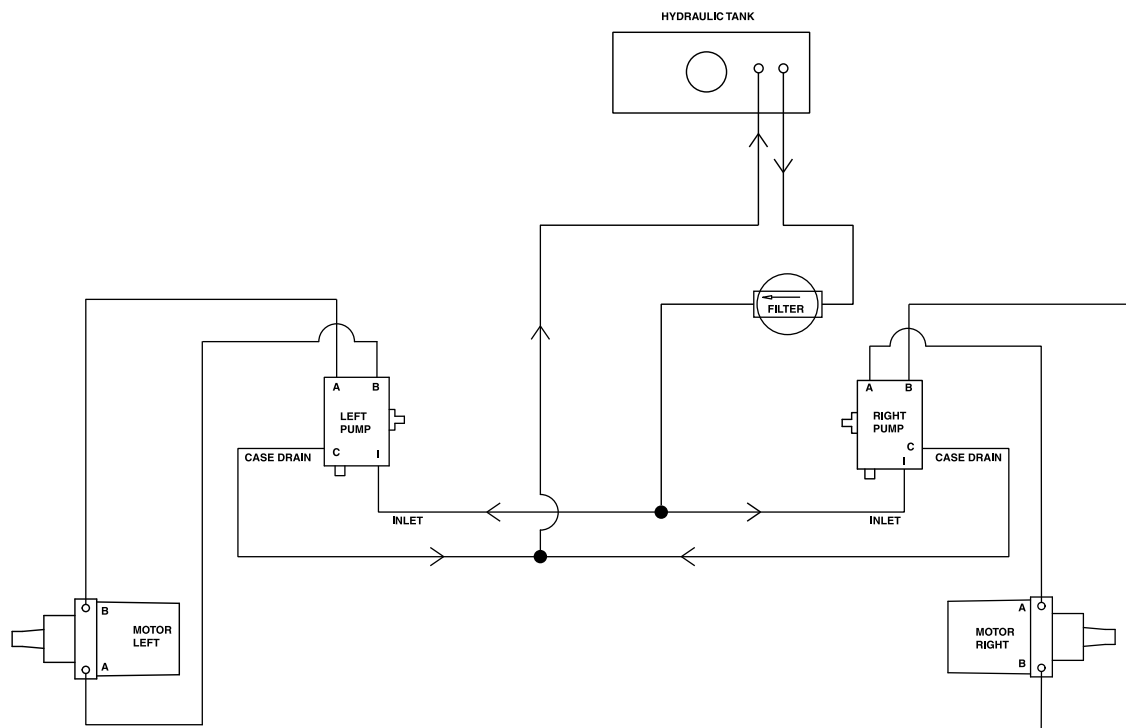 HYDRAULIC TANK
FILTER
A B
LEFT
PUMP
C I
CASE DRAIN
INLET
A B
RIGHT
PUMP
C
I
CASE DRAIN
INLET
B
MOTOR
LEFT
A
A
MOTOR
RIGHT
B